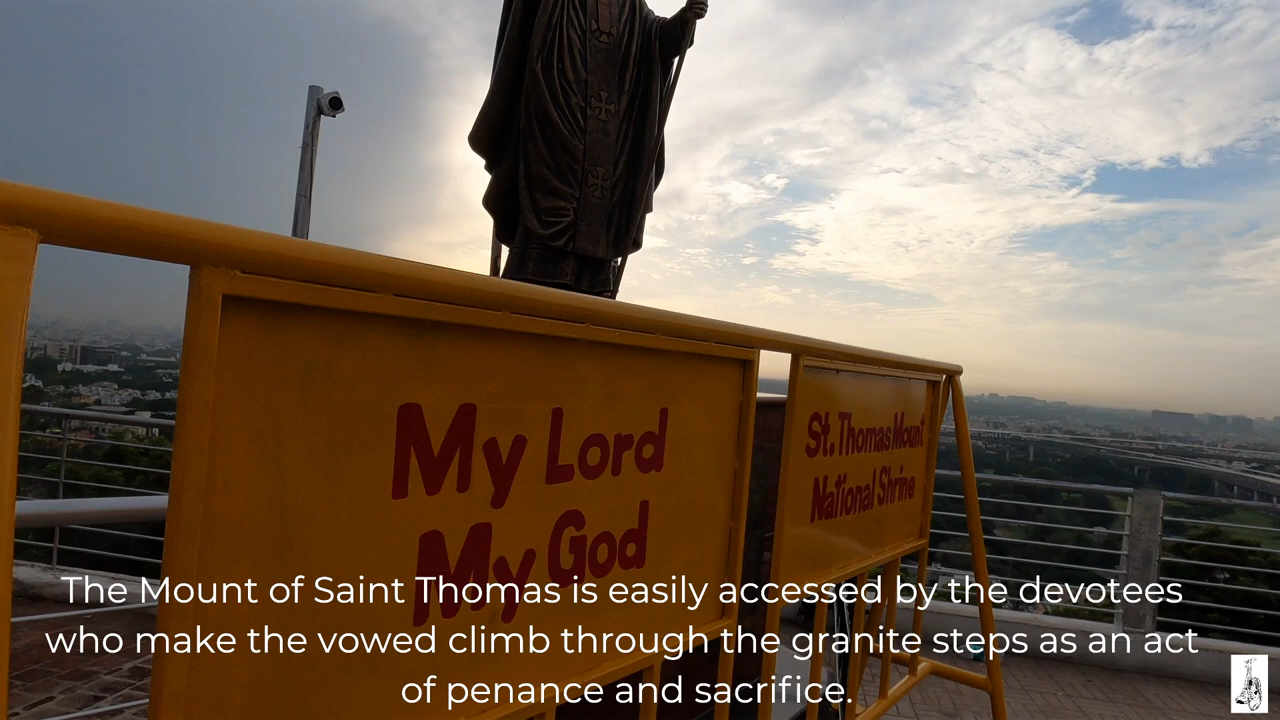 My Lord
My God
St. Thomas Mount
National Shrine
The Mount of Saint Thomas is easily accessed by the devotees
who make the vowed climb through the granite steps as an act
of penance and sacrifice.